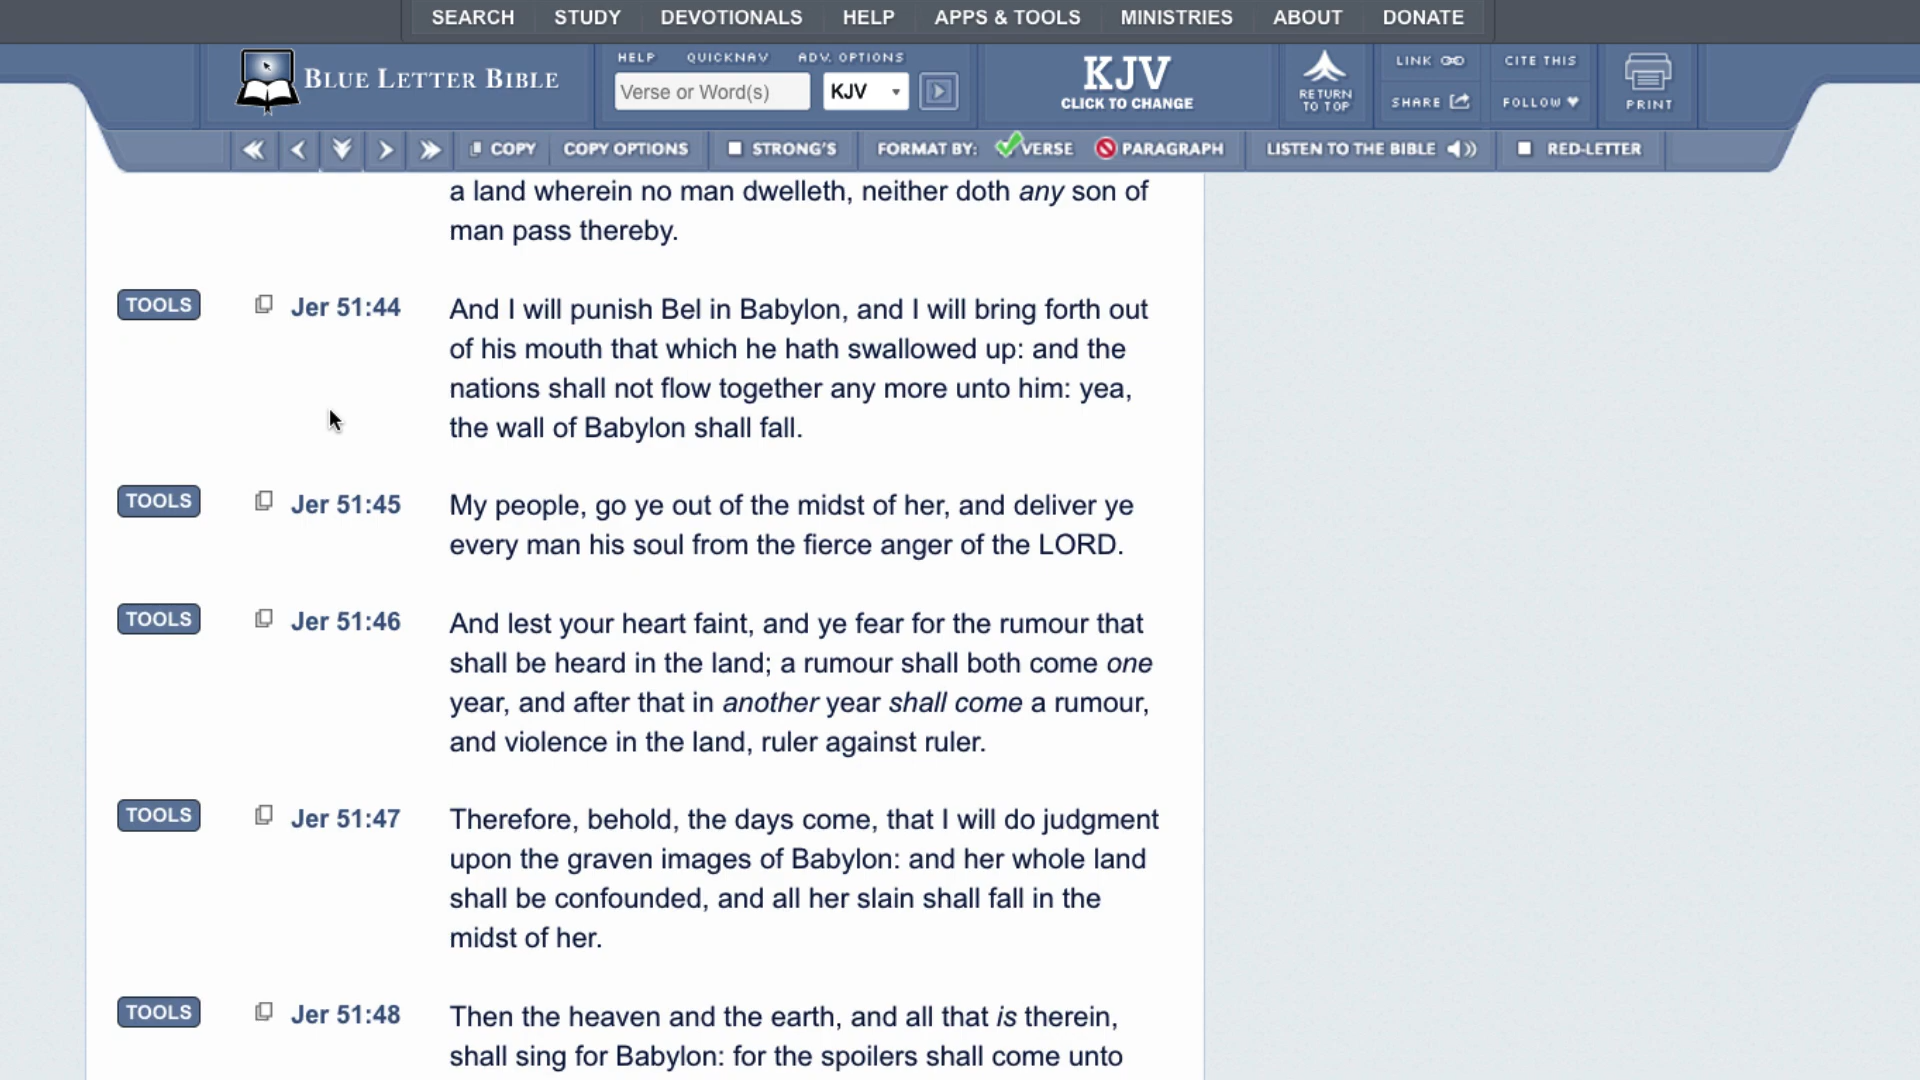 SEARCH STUDY DEVOTIONALS HELP APPS & TOOLS MINISTRIES ABOUT DONATE
BLUE LETTER BIBLE
HELP QUICKNAV ADV. OPTIONS
Verse or Word(s) KJV
KJV
CLICK TO CHANGE
RETURN
TO TOP
LINK
SHARE
CITE THIS
FOLLOW
PRINT
COPY COPY OPTIONS STRONG'S FORMAT BY: VERSE PARAGRAPH LISTEN TO THE BIBLE RED-LETTER
a land wherein no man dwelleth, neither doth any son of
man pass thereby.
TOOLS Jer 51:44 And I will punish Bel in Babylon, and I will bring forth out
of his mouth that which he hath swallowed up: and the
nations shall not flow together any more unto him: yea,
the wall of Babylon shall fall.
TOOLS Jer 51:45 My people, go ye out of the midst of her, and deliver ye
every man his soul from the fierce anger of the LORD.
TOOLS Jer 51:46 And lest your heart faint, and ye fear for the rumour that
shall be heard in the land; a rumour shall both come one
year, and after that in another year shall come a rumour,
and violence in the land, ruler against ruler.
TOOLS Jer 51:47 Therefore, behold, the days come, that I will do judgment
upon the graven images of Babylon: and her whole land
shall be confounded, and all her slain shall fall in the
midst of her.
TOOLS Jer 51:48 Then the heaven and the earth, and all that is therein,
shall sing for Babylon: for the spoilers shall come unto